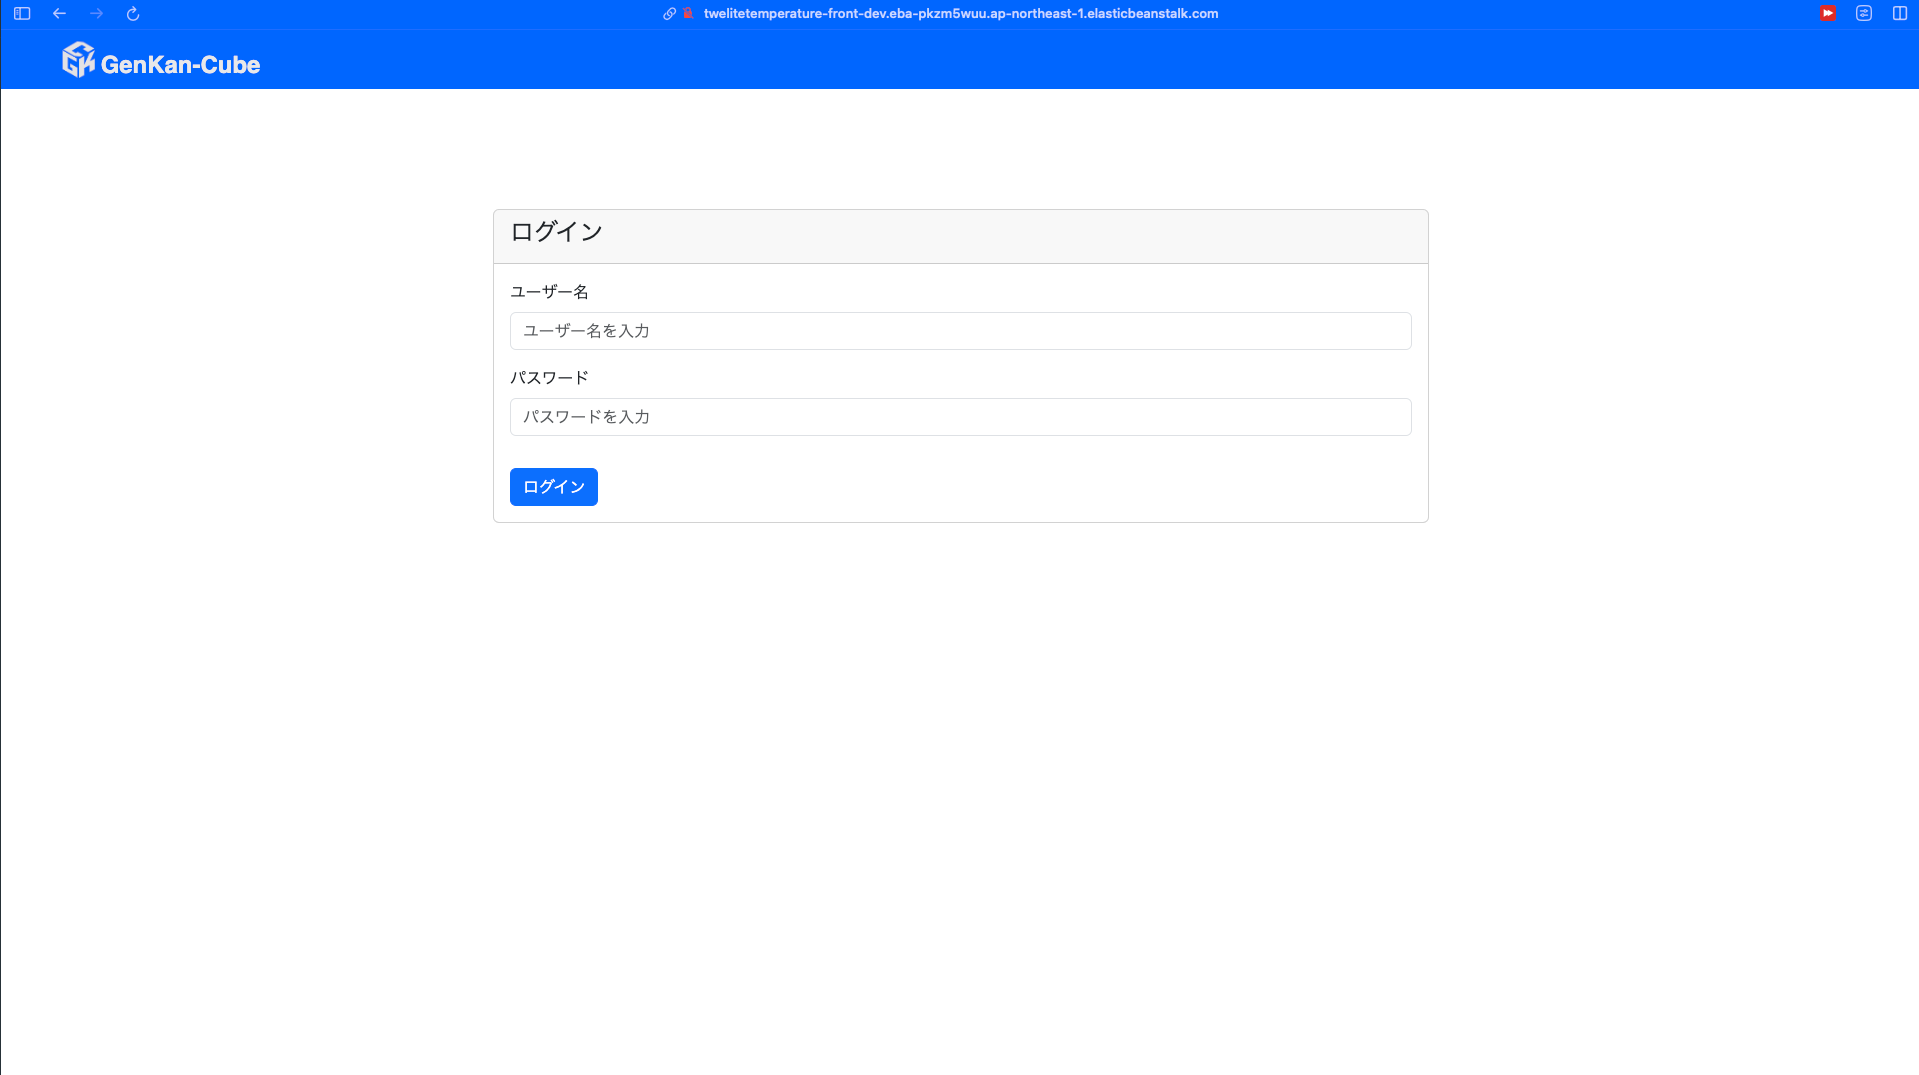 twelitetemperature-front-dev.eba-pkzm5wuu.ap-northeast-1.elasticbeanstalk.com
GenKan-Cube
ログイン
ユーザー名
ユーザー名を入力
パスワード
パスワードを入力
ログイン